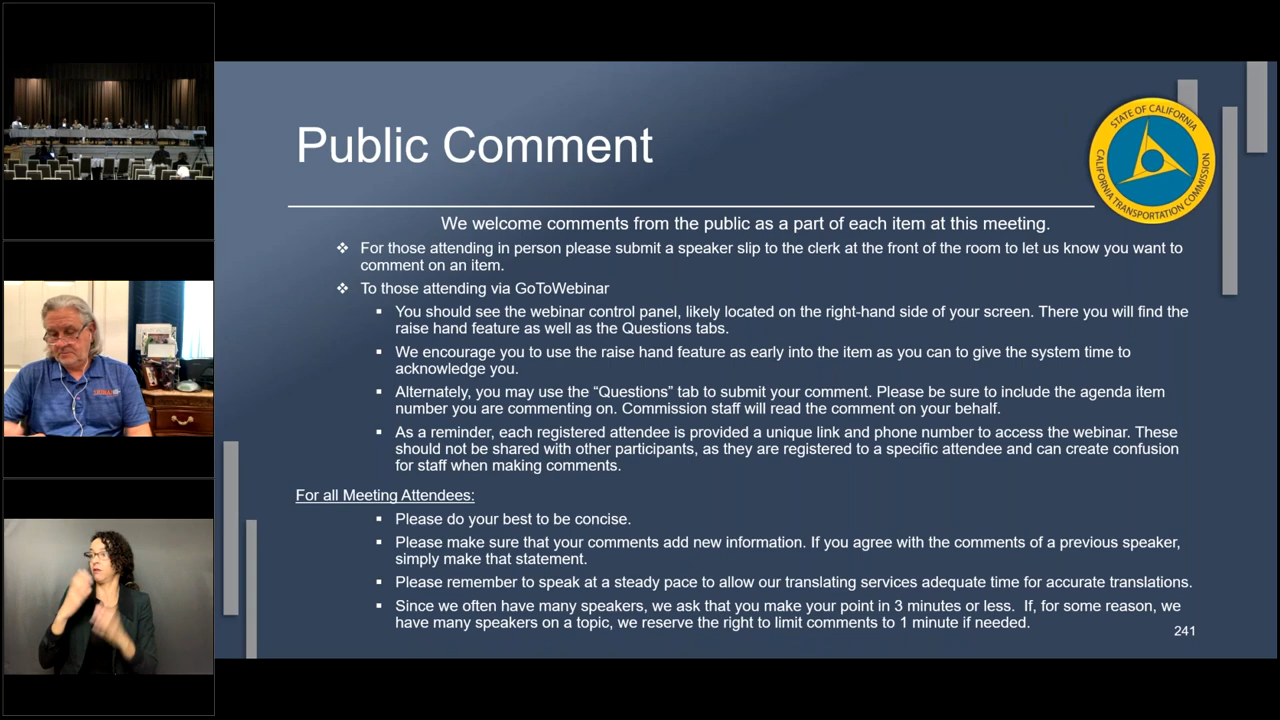 Public Comment
STATE OF CALIFORNIA
CALIFORNIA TRANSPORTATION COMMISSION
We welcome comments from the public as a part of each item at this meeting.
❖ For those attending in person please submit a speaker slip to the clerk at the front of the room to let us know you want to
comment on an item.
❖ To those attending via GoToWebinar
▪ You should see the webinar control panel, likely located on the right-hand side of your screen. There you will find the
raise hand feature as well as the Questions tabs.
▪ We encourage you to use the raise hand feature as early into the item as you can to give the system time to
acknowledge you.
▪ Alternately, you may use the “Questions” tab to submit your comment. Please be sure to include the agenda item
number you are commenting on. Commission staff will read the comment on your behalf.
▪ As a reminder, each registered attendee is provided a unique link and phone number to access the webinar. These
should not be shared with other participants, as they are registered to a specific attendee and can create confusion
for staff when making comments.
For all Meeting Attendees:
▪ Please do your best to be concise.
▪ Please make sure that your comments add new information. If you agree with the comments of a previous speaker,
simply make that statement.
▪ Please remember to speak at a steady pace to allow our translating services adequate time for accurate translations.
▪ Since we often have many speakers, we ask that you make your point in 3 minutes or less. If, for some reason, we
have many speakers on a topic, we reserve the right to limit comments to 1 minute if needed.
241